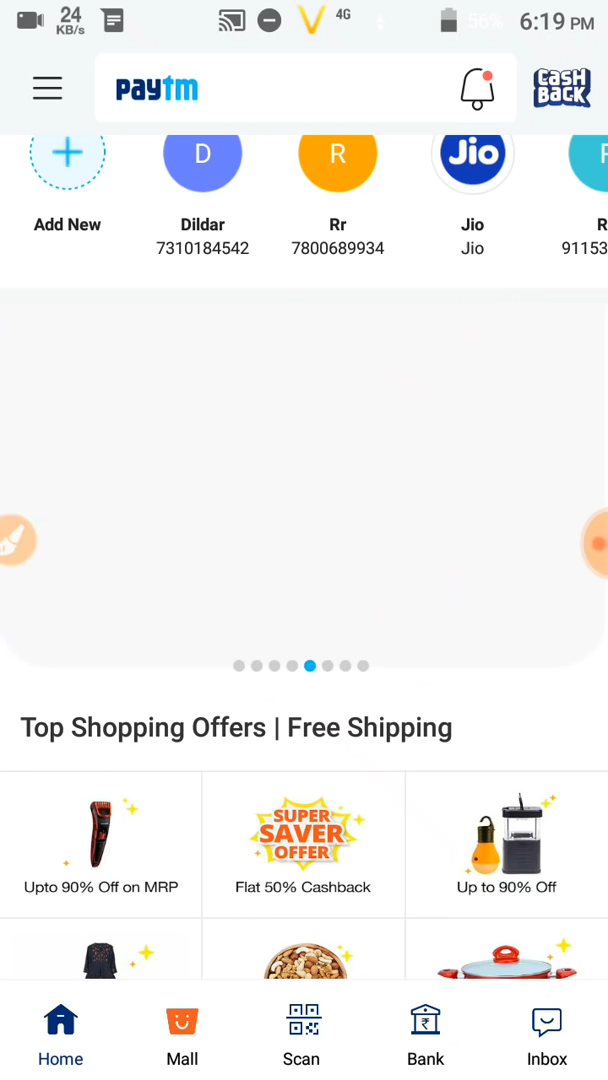 24
KB/s
4G
56%
6:19 PM
paytm
CASH
BACK
D
R
Jio
Add New
Dildar
Rr
Jio
7310184542
7800689934
Jio
91153
Top Shopping Offers | Free Shipping
SUPER
SAVER
OFFER
Upto 90% Off on MRP
Flat 50% Cashback
Up to 90% Off
Home
Mall
Scan
Bank
Inbox